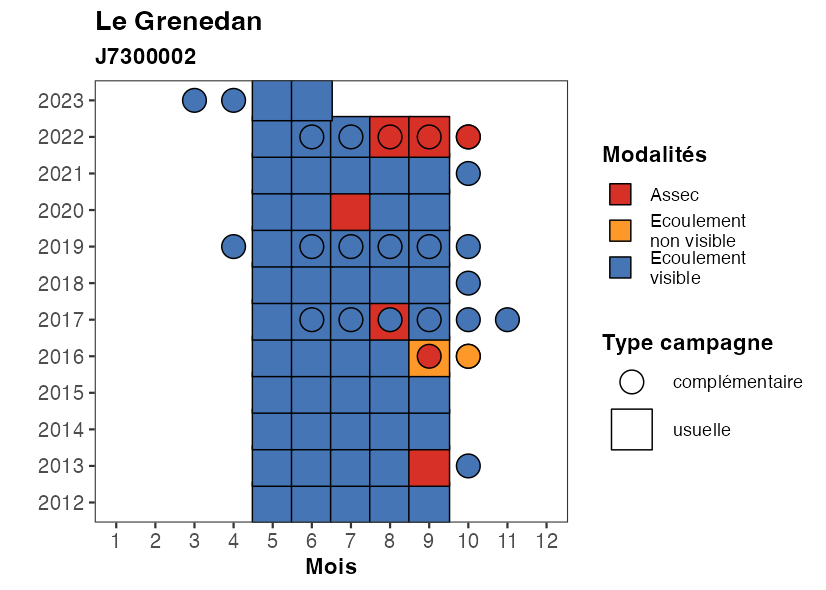 Le Grenedan
J7300002
2023
2022
2021
2020
2019
2018
2017
2016
2015
2014
2013
2012
1 2 3 4 5 6 7 8 9 10 11 12
Mois
Modalités
Assec
Ecoulement
non visible
Ecoulement
visible
Type campagne
complémentaire
usuelle